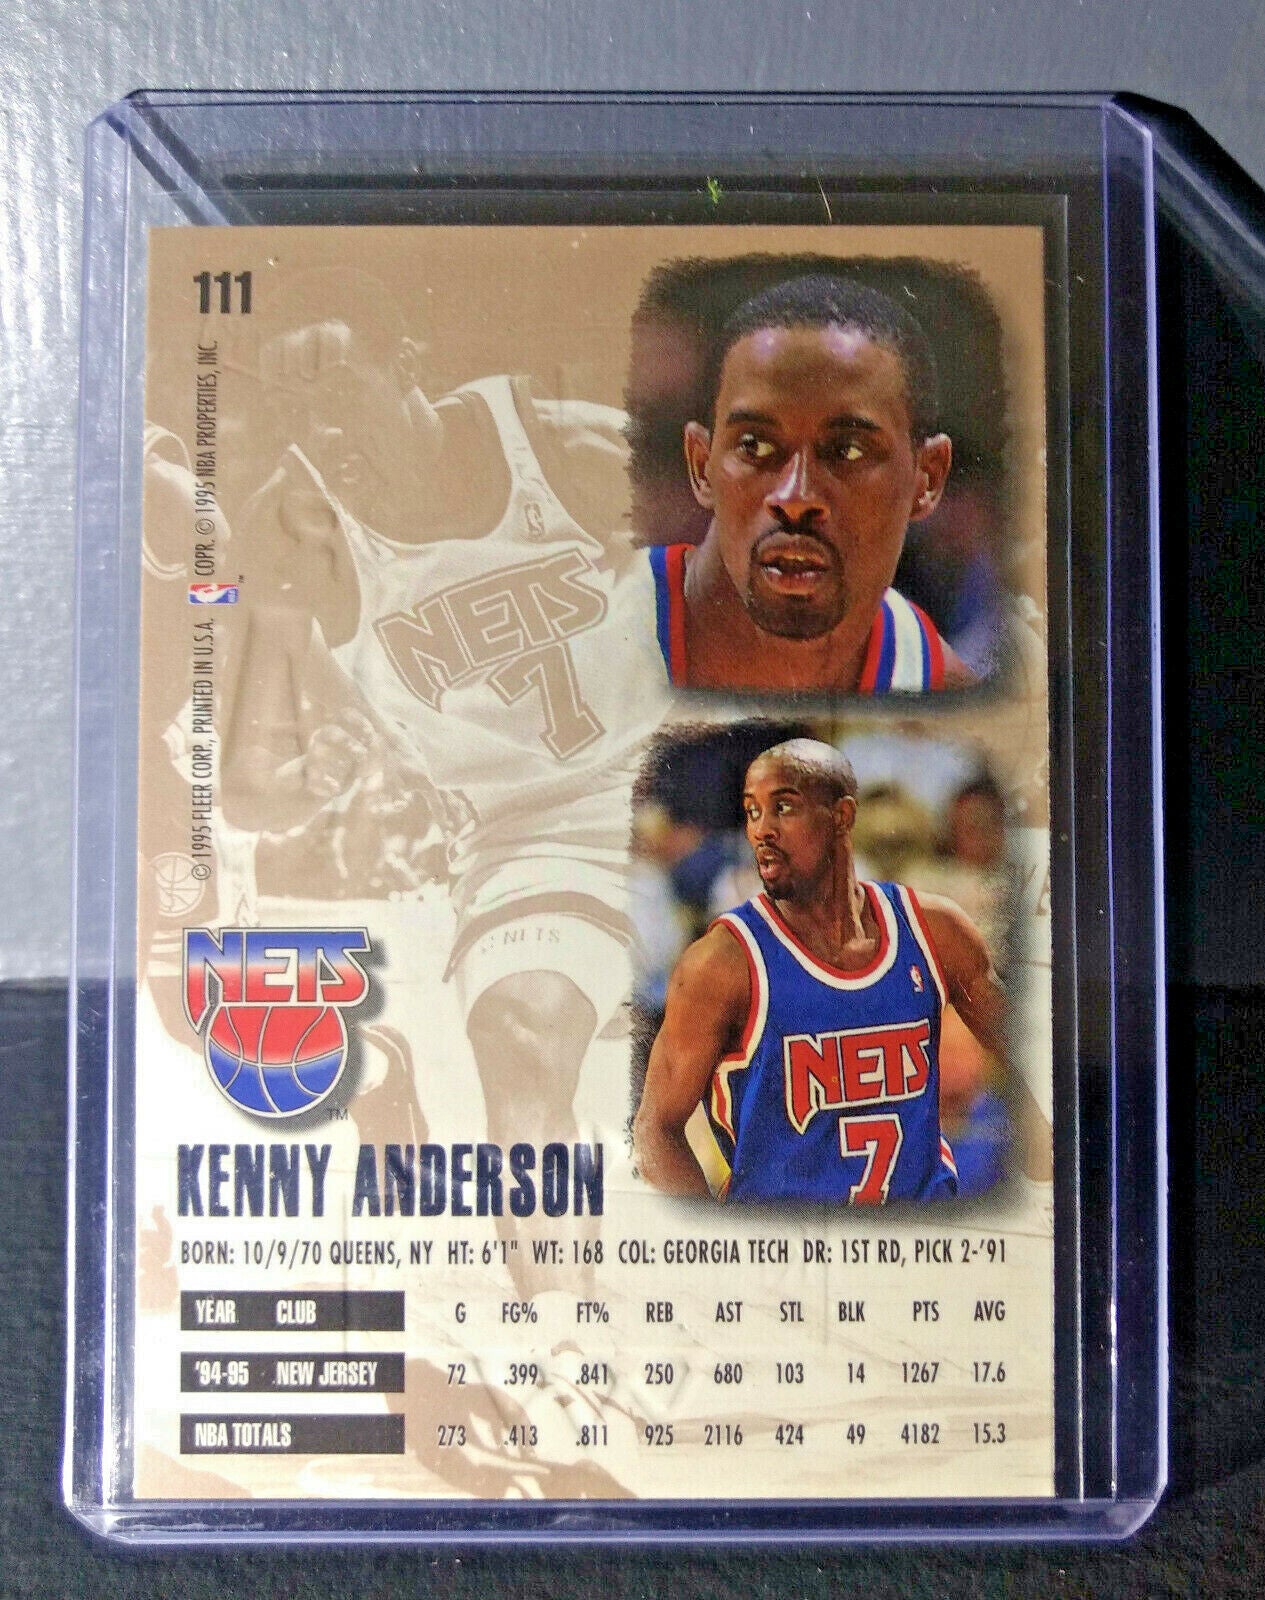 111
© 1995 FLEER CORP., PRINTED IN U.S.A. NBA ™ COPR. © 1995 NBA PROPERTIES, INC.
NETS
7
NETS
NETS
7
NETS
TM
KENNY ANDERSON
BORN: 10/9/70 QUEENS, NY HT: 6'1" WT: 168 COL: GEORGIA TECH DR: 1ST RD, PICK 2-'91
YEAR CLUB G FG% FT% REB AST STL BLK PTS AVG
'94-95 NEW JERSEY 72 .399 .841 250 680 103 14 1267 17.6
NBA TOTALS 273 .413 .811 925 2116 424 49 4182 15.3